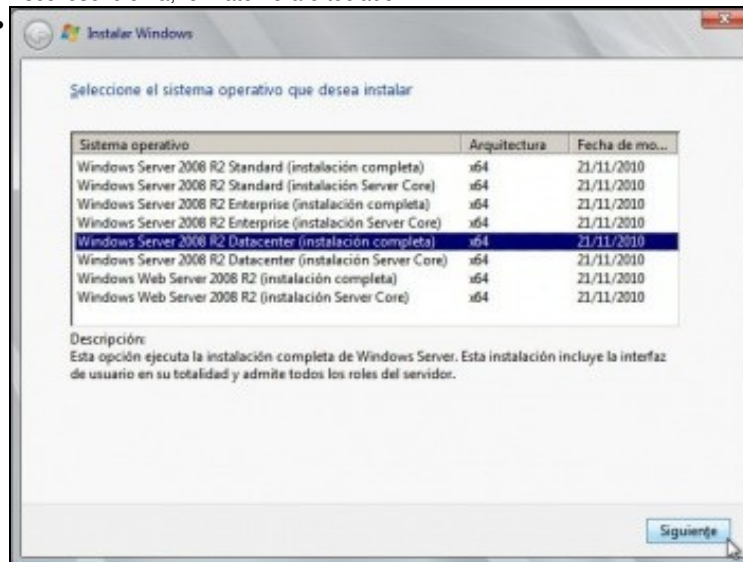 Instalar Windows
Seleccione el sistema operativo que desea instalar
Sistema operativo Arquitectura Fecha de mo...
Windows Server 2008 R2 Standard (instalación completa) x64 21/11/2010
Windows Server 2008 R2 Standard (instalación Server Core) x64 21/11/2010
Windows Server 2008 R2 Enterprise (instalación completa) x64 21/11/2010
Windows Server 2008 R2 Enterprise (instalación Server Core) x64 21/11/2010
Windows Server 2008 R2 Datacenter (instalación completa) x64 21/11/2010
Windows Server 2008 R2 Datacenter (instalación Server Core) x64 21/11/2010
Windows Web Server 2008 R2 (instalación completa) x64 21/11/2010
Windows Web Server 2008 R2 (instalación Server Core) x64 21/11/2010
Descripción:
Esta opción ejecuta la instalación completa de Windows Server. Esta instalación incluye la interfaz
de usuario en su totalidad y admite todos los roles del servidor.
Siguiente